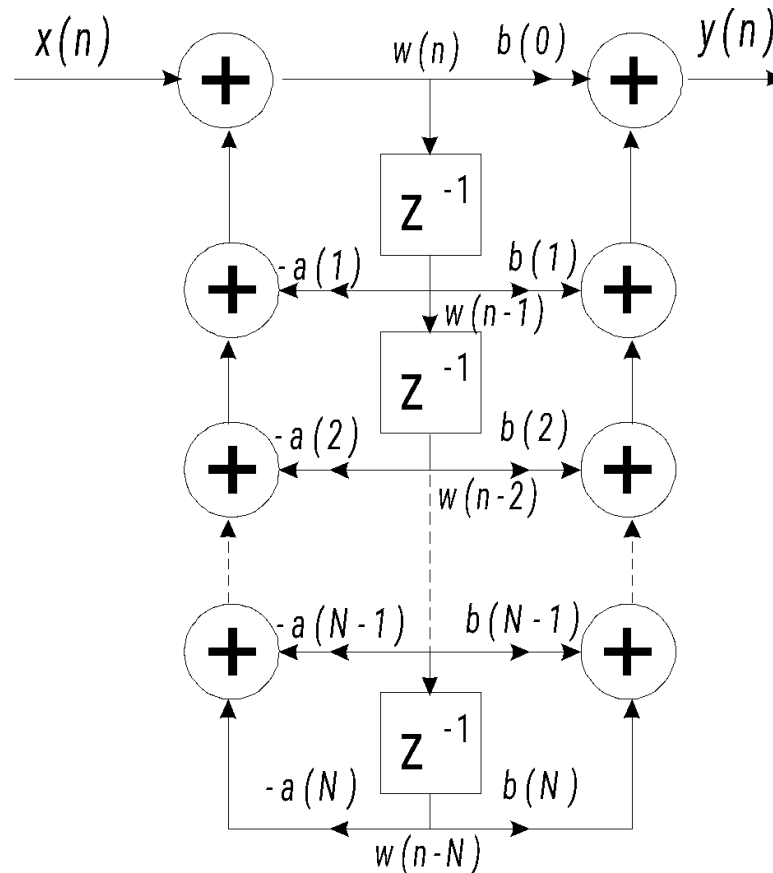 x(n) w(n) b(0) y(n)
+ +
z -1
-a(1) b(1)
+ +
w(n-1)
z -1
-a(2) b(2)
+ +
w(n-2)
-a(N-1) b(N-1)
+ +
z -1
-a(N) b(N)
w(n-N)